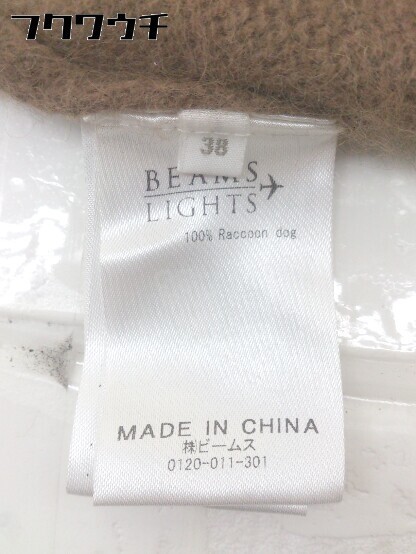 フクワウチ
38
BEAMS
LIGHTS
100% Raccoon dog
MADE IN CHINA
㈱ビームス
0120-011-301